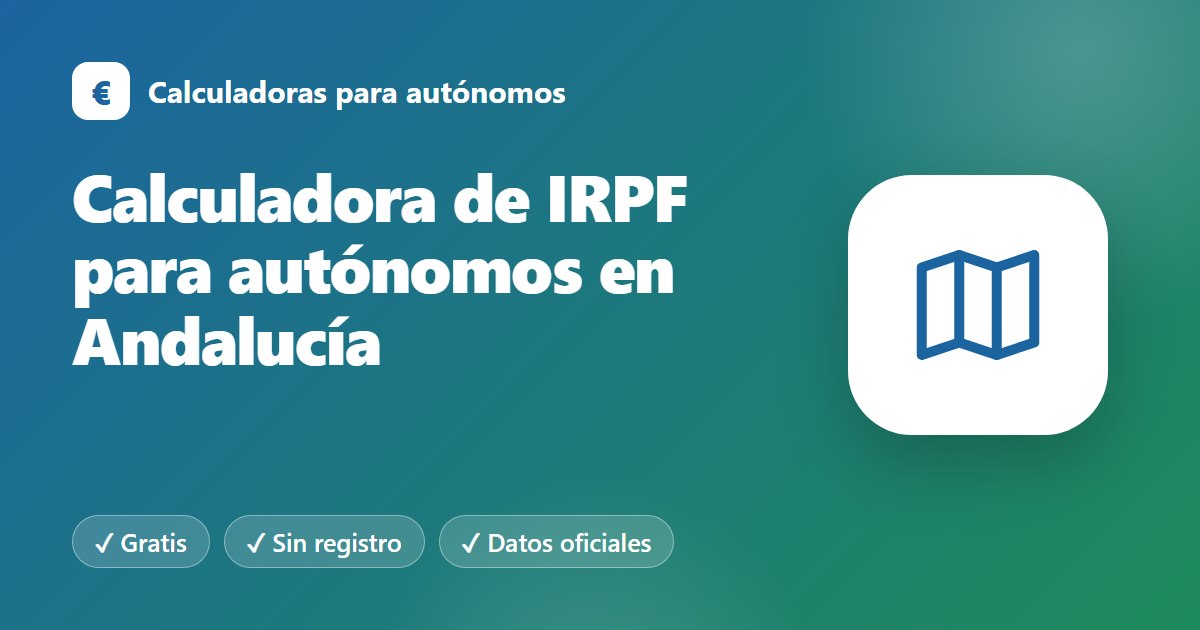 €
Calculadoras para autónomos
Calculadora de IRPF
para autónomos en
Andalucía
✓ Gratis
✓ Sin registro
✓ Datos oficiales